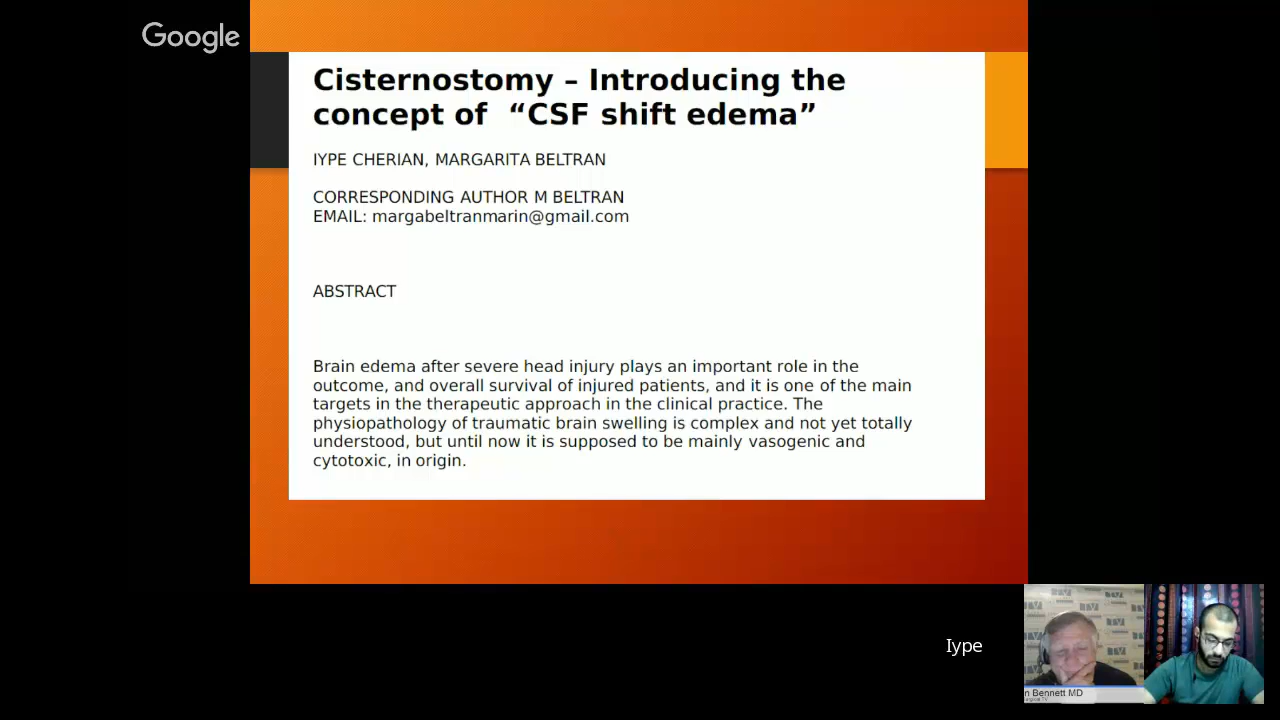 Google
Cisternostomy – Introducing the
concept of “CSF shift edema”
IYPE CHERIAN, MARGARITA BELTRAN
CORRESPONDING AUTHOR M BELTRAN
EMAIL: margabeltranmarin@gmail.com
ABSTRACT
Brain edema after severe head injury plays an important role in the
outcome, and overall survival of injured patients, and it is one of the main
targets in the therapeutic approach in the clinical practice. The
physiopathology of traumatic brain swelling is complex and not yet totally
understood, but until now it is supposed to be mainly vasogenic and
cytotoxic, in origin.
Iype
n Bennett MD